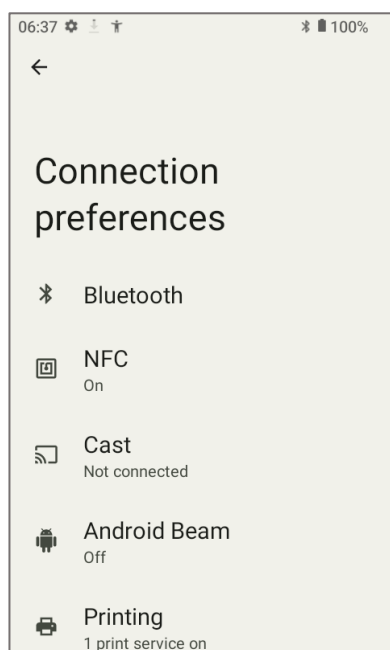 06:37 100%
Connection
preferences
Bluetooth
NFC
On
Cast
Not connected
Android Beam
Off
Printing
1 print service on